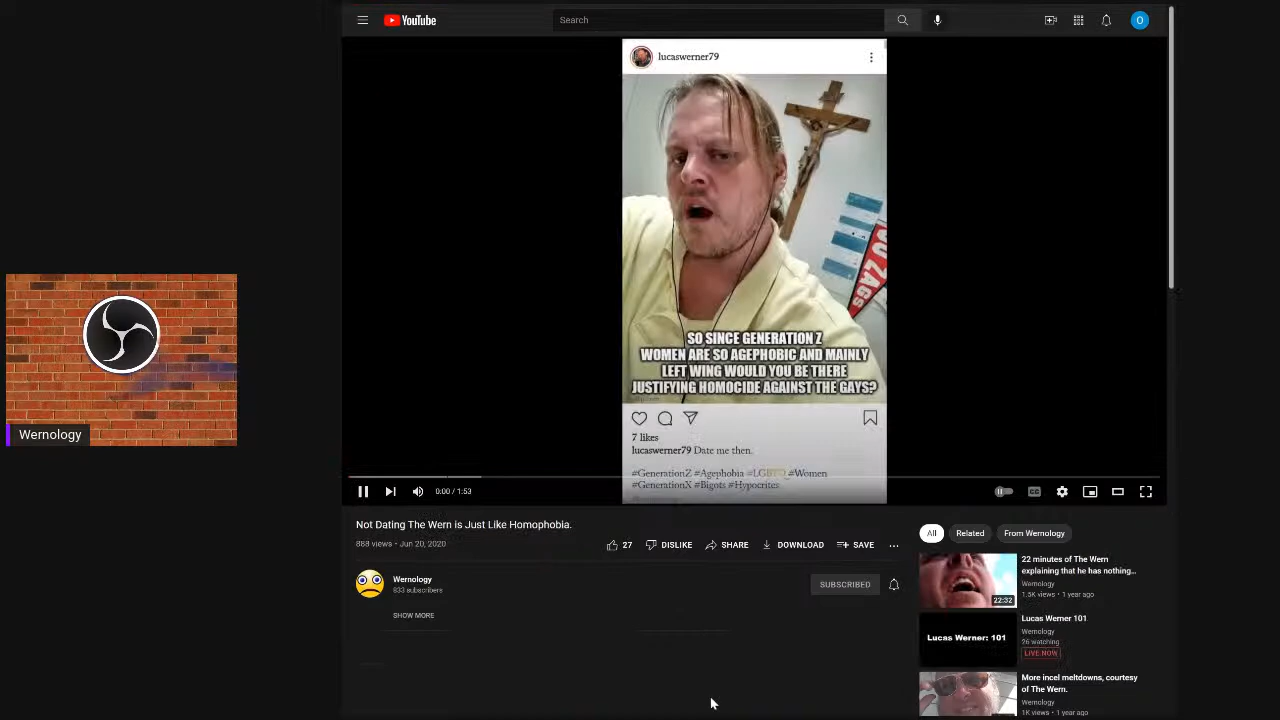 YouTube
Search
O
lucaswerner79
GO ZAGS
SO SINCE GENERATION Z
WOMEN ARE SO AGEPHOBIC AND MAINLY
LEFT WING WOULD YOU BE THERE
JUSTIFYING HOMOCIDE AGAINST THE GAYS?
7 likes
lucaswerner79 Date me then.
#GenerationZ #Agephobia #LGBTQ #Women
#GenerationX #Bigots #Hypocrites
0:00 / 1:53
Wernology
Not Dating The Wern is Just Like Homophobia.
888 views • Jun 20, 2020
27
DISLIKE
SHARE
DOWNLOAD
SAVE
Wernology
833 subscribers
SUBSCRIBED
SHOW MORE
All
Related
From Wernology
22 minutes of The Wern
explaining that he has nothing...
Wernology
1.5K views • 1 year ago
22:32
Lucas Werner: 101
Lucas Werner 101
Wernology
26 watching
LIVE NOW
More incel meltdowns, courtesy
of The Wern.
Wernology
1K views • 1 year ago